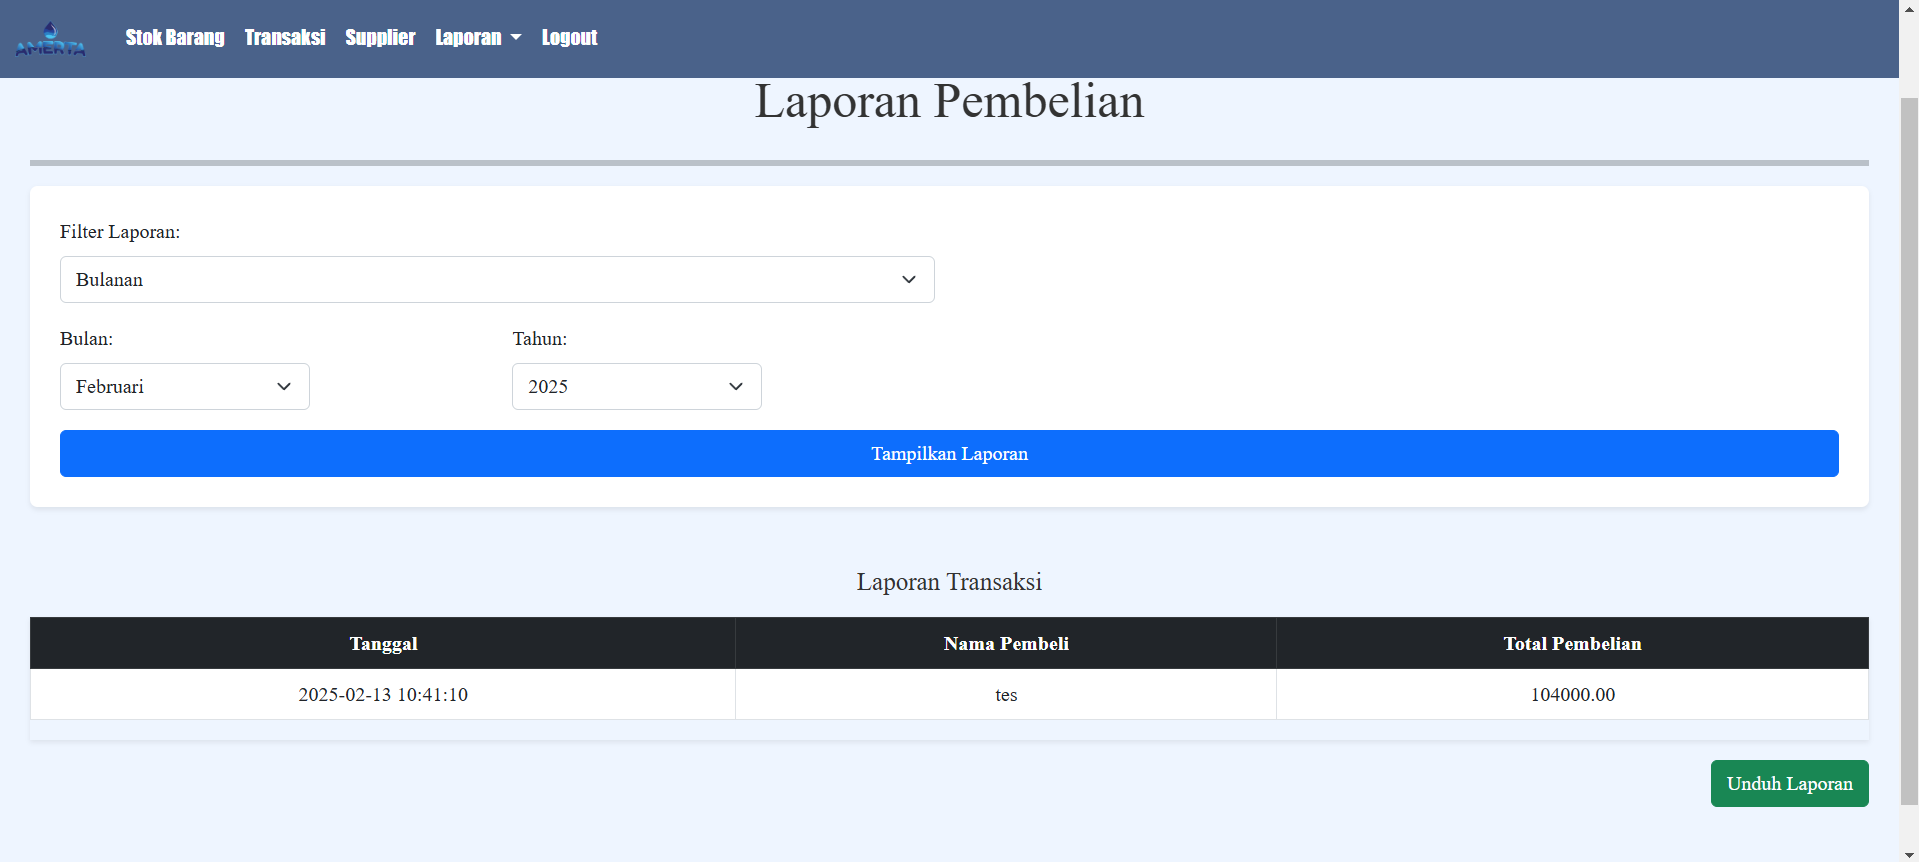 AMERTA
Stok Barang Transaksi Supplier Laporan Logout
Laporan Pembelian
Filter Laporan:
Bulanan
Bulan: Tahun:
Februari 2025
Tampilkan Laporan
Laporan Transaksi
Tanggal Nama Pembeli Total Pembelian
2025-02-13 10:41:10 tes 104000.00
Unduh Laporan